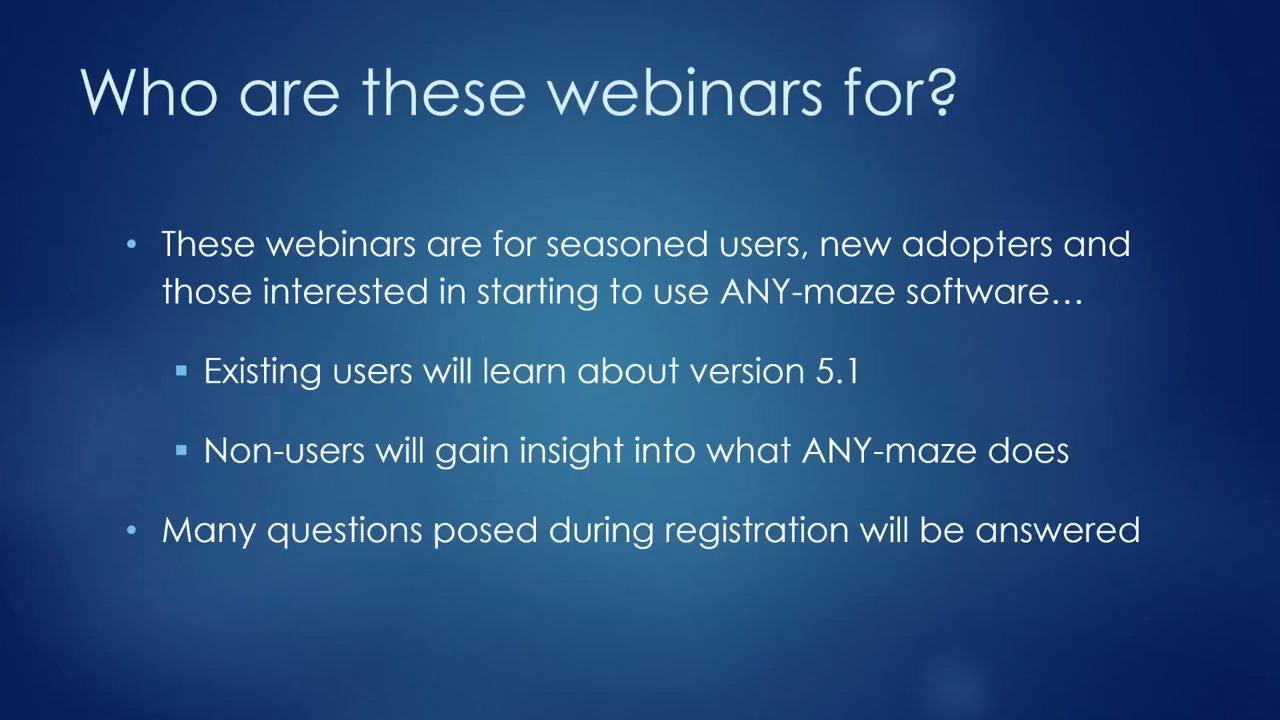 Who are these webinars for?
• These webinars are for seasoned users, new adopters and
those interested in starting to use ANY-maze software…
▪ Existing users will learn about version 5.1
▪ Non-users will gain insight into what ANY-maze does
• Many questions posed during registration will be answered